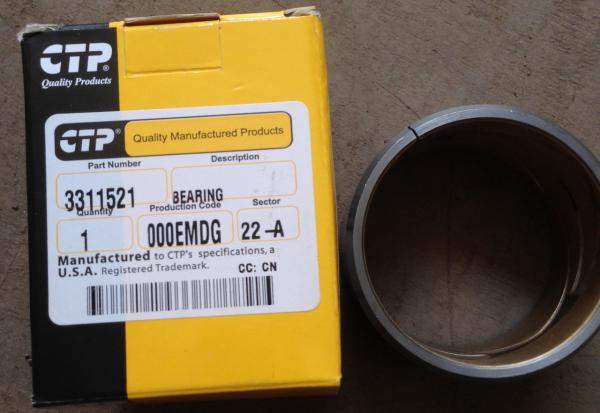 CTP®
Quality Products
CTP® Quality Manufactured Products
Part Number Description
3311521 BEARING
Quantity Production Code Sector
1 000EMDG 22-A
Manufactured to CTP's specifications, a
U.S.A. Registered Trademark.
CC: CN